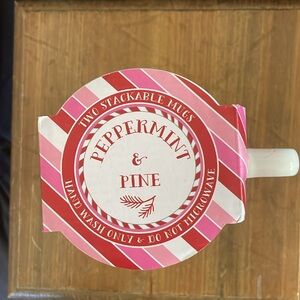 TWO STACKABLE MUGS
PEPPERMINT
&
PINE
HAND WASH ONLY & DO NOT MICROWAVE